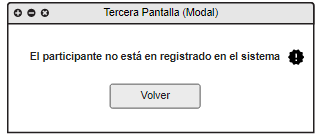 Tercera Pantalla (Modal)
El participante no está en registrado en el sistema
Volver